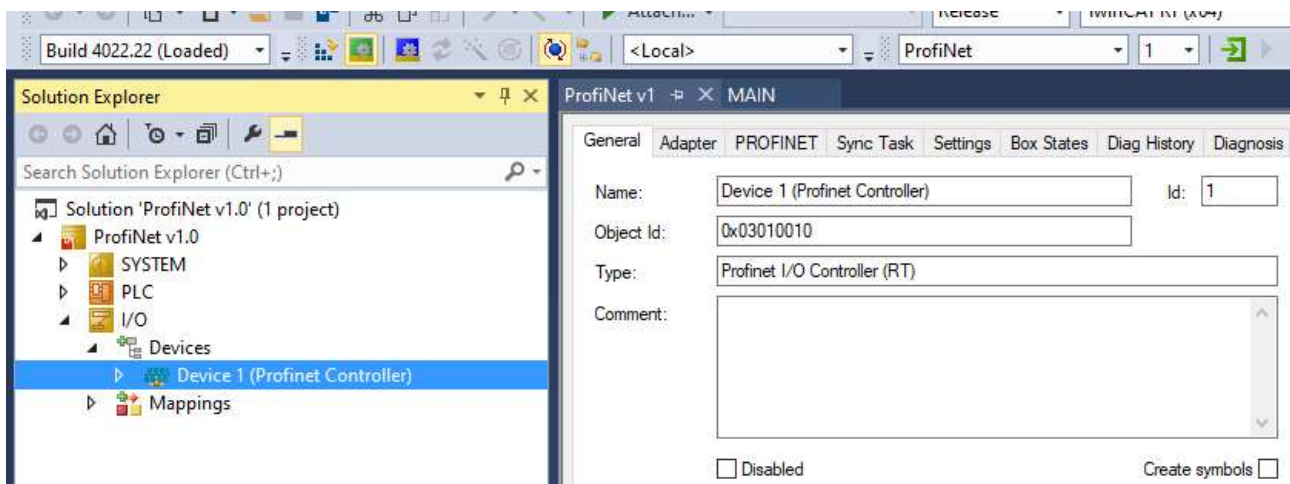 Attach...
Release
TwinCAT RT (x64)
Build 4022.22 (Loaded)
<Local>
ProfiNet
1
Solution Explorer
ProfiNet v1
MAIN
Search Solution Explorer (Ctrl+;)
Solution 'ProfiNet v1.0' (1 project)
ProfiNet v1.0
SYSTEM
PLC
I/O
Devices
Device 1 (Profinet Controller)
Mappings
General Adapter PROFINET Sync Task Settings Box States Diag History Diagnosis
Name: Device 1 (Profinet Controller) Id: 1
Object Id: 0x03010010
Type: Profinet I/O Controller (RT)
Comment:
Disabled Create symbols